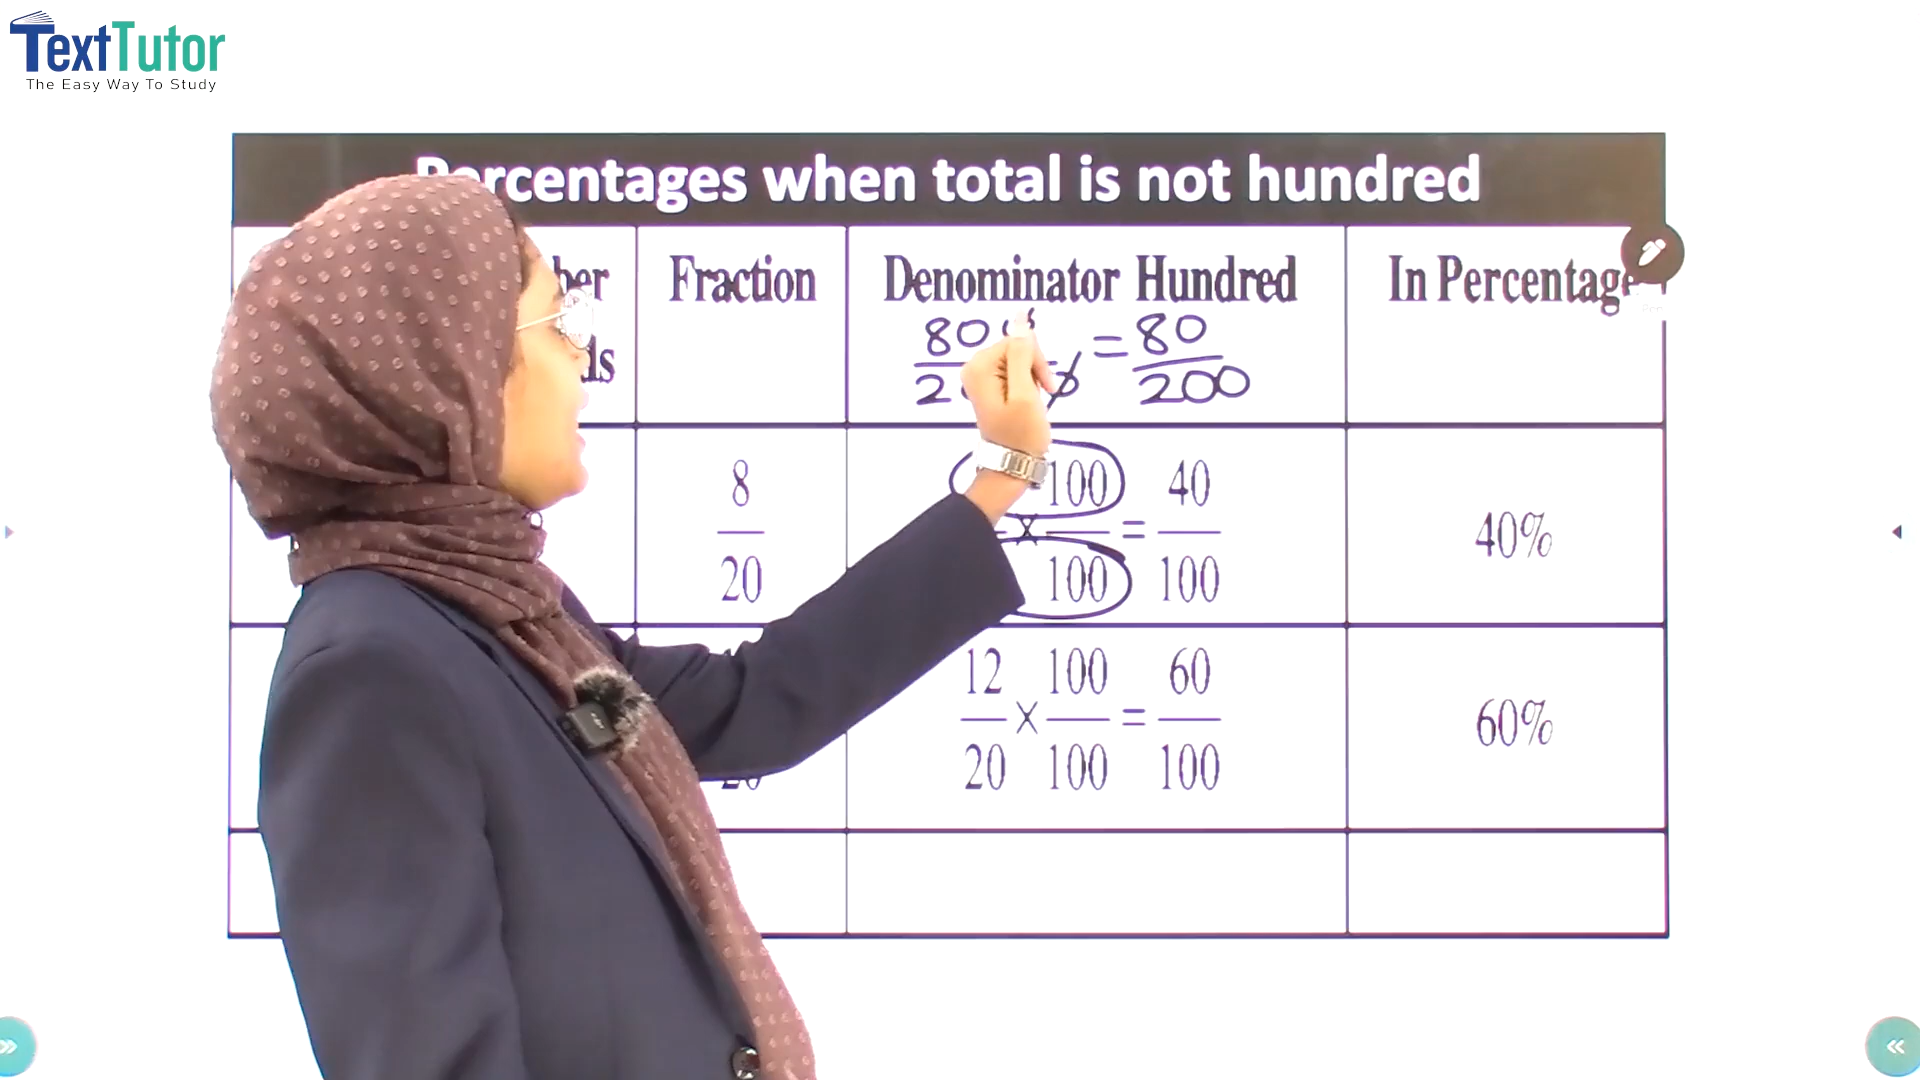 TextTutor
The Easy Way To Study
Percentages when total is not hundred
Fraction
Denominator Hundred
In Percentage
80 = 80
200
8
20
100
100
=
40
100
40%
12
20
×
100
100
=
60
100
60%